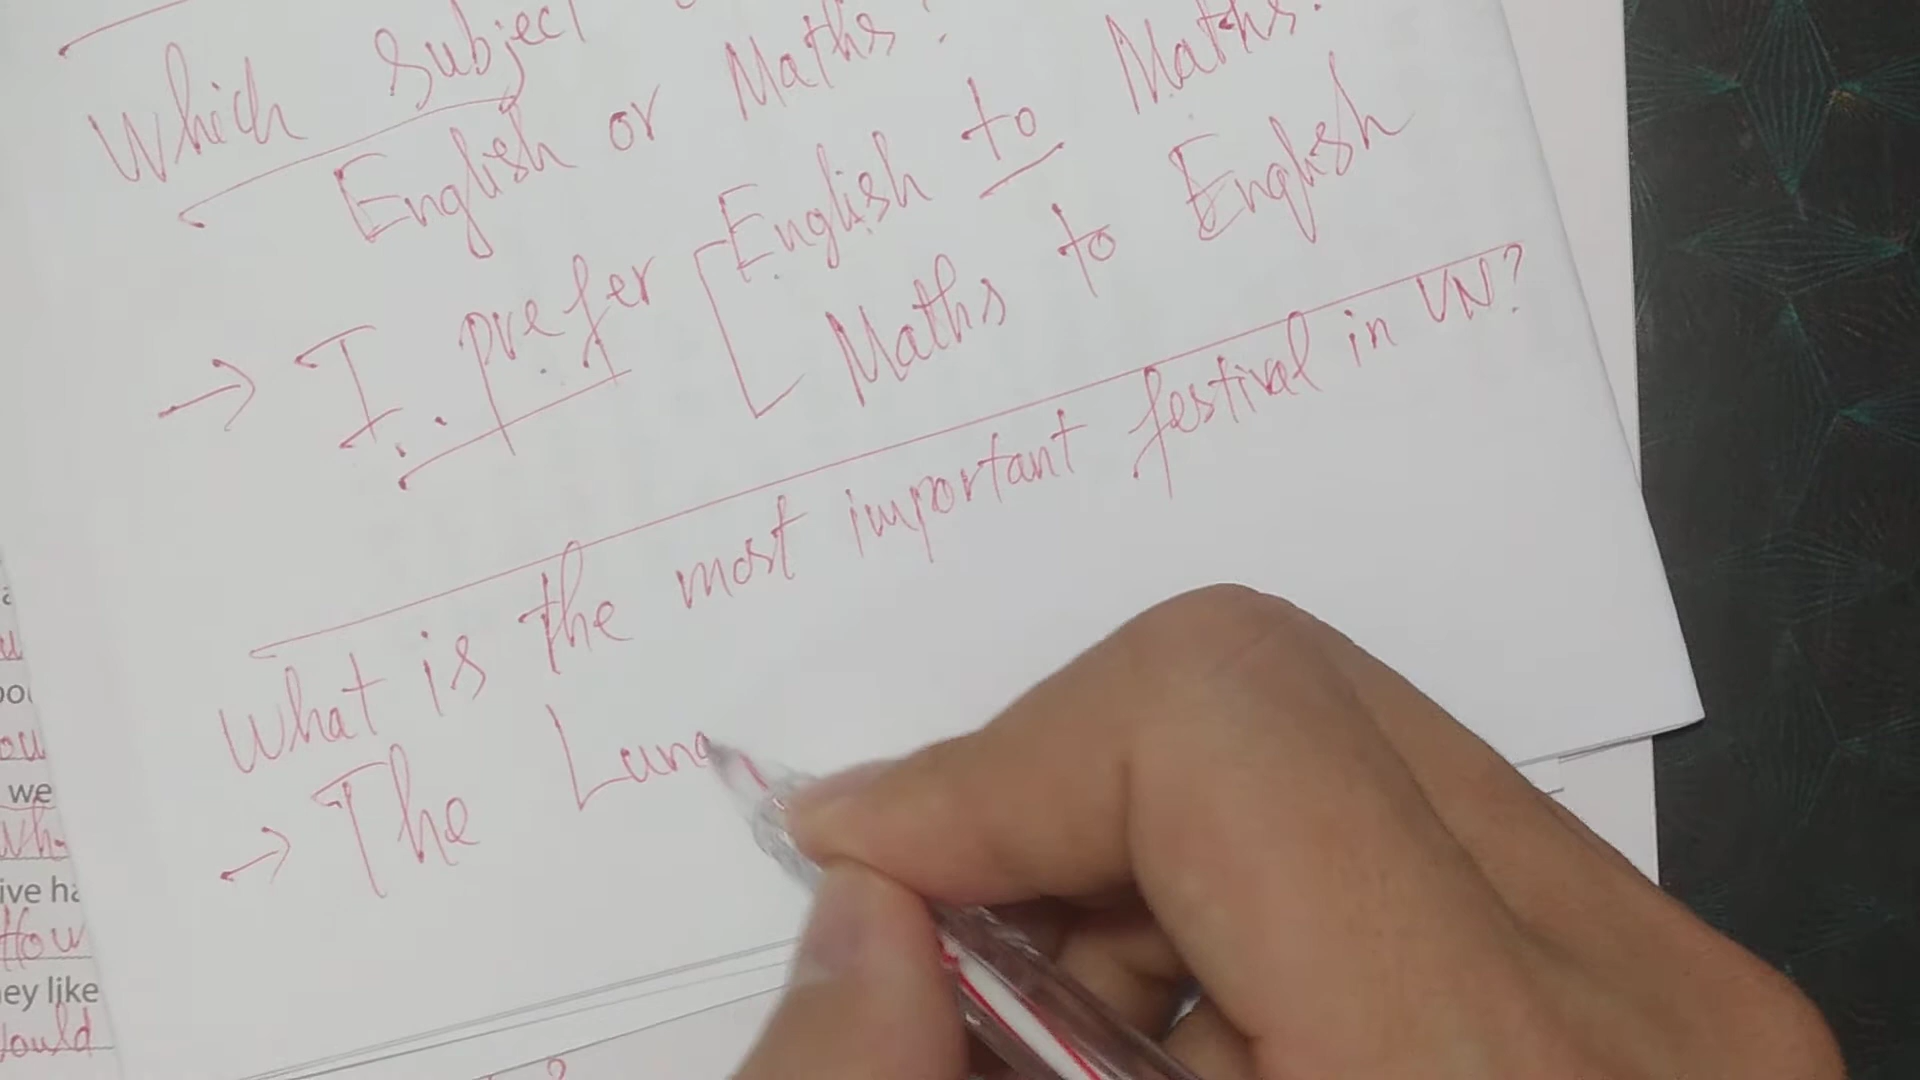 Which subject
English or Maths?
→ I prefer [English to Maths.
Maths to English
What is the most important festival in VN?
→ The Luna
we
ive ha
How
ey like
Would